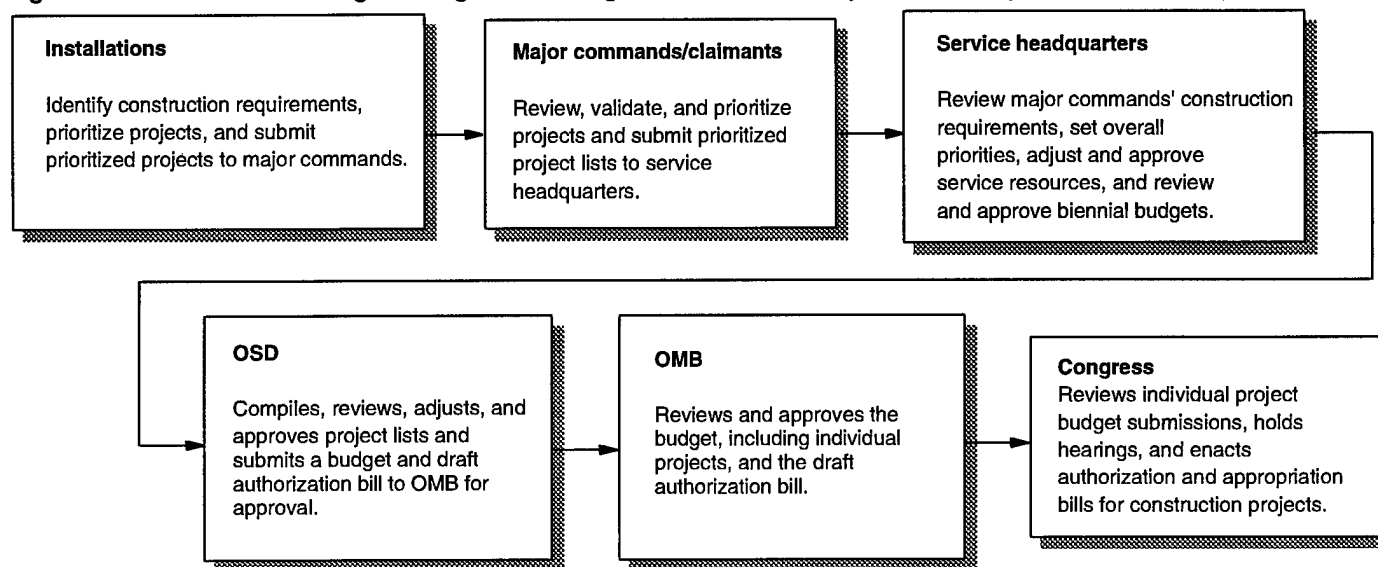 Installations
Identify construction requirements,
prioritize projects, and submit
prioritized projects to major commands.
Major commands/claimants
Review, validate, and prioritize
projects and submit prioritized
project lists to service
headquarters.
Service headquarters
Review major commands' construction
requirements, set overall
priorities, adjust and approve
service resources, and review
and approve biennial budgets.
OSD
Compiles, reviews, adjusts, and
approves project lists and
submits a budget and draft
authorization bill to OMB for
approval.
OMB
Reviews and approves the
budget, including individual
projects, and the draft
authorization bill.
Congress
Reviews individual project
budget submissions, holds
hearings, and enacts
authorization and appropriation
bills for construction projects.